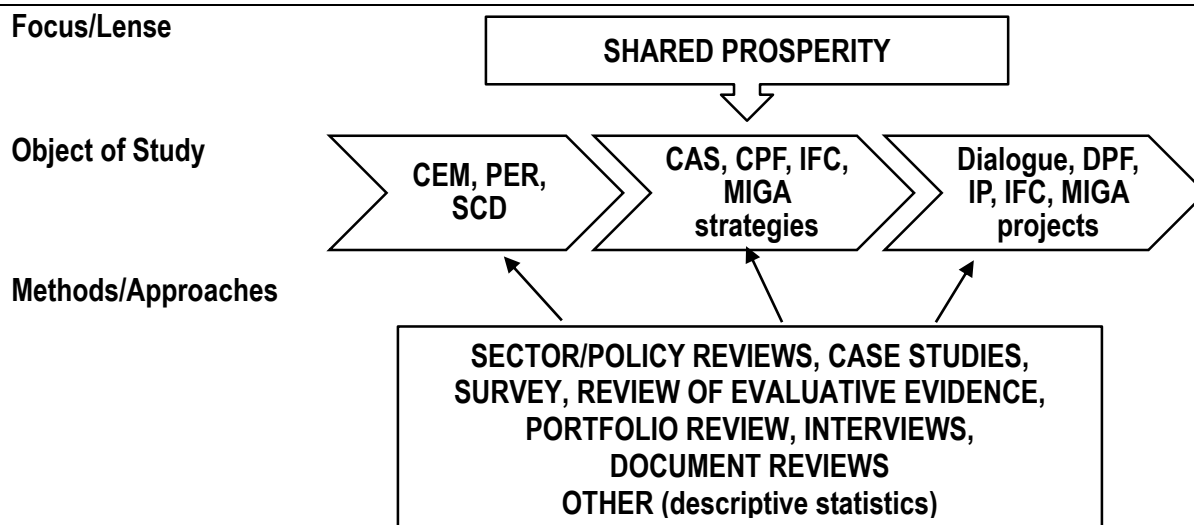 Focus/Lense
SHARED PROSPERITY
Object of Study
CEM, PER,
SCD
CAS, CPF, IFC,
MIGA
strategies
Dialogue, DPF,
IP, IFC, MIGA
projects
Methods/Approaches
SECTOR/POLICY REVIEWS, CASE STUDIES,
SURVEY, REVIEW OF EVALUATIVE EVIDENCE,
PORTFOLIO REVIEW, INTERVIEWS,
DOCUMENT REVIEWS
OTHER (descriptive statistics)